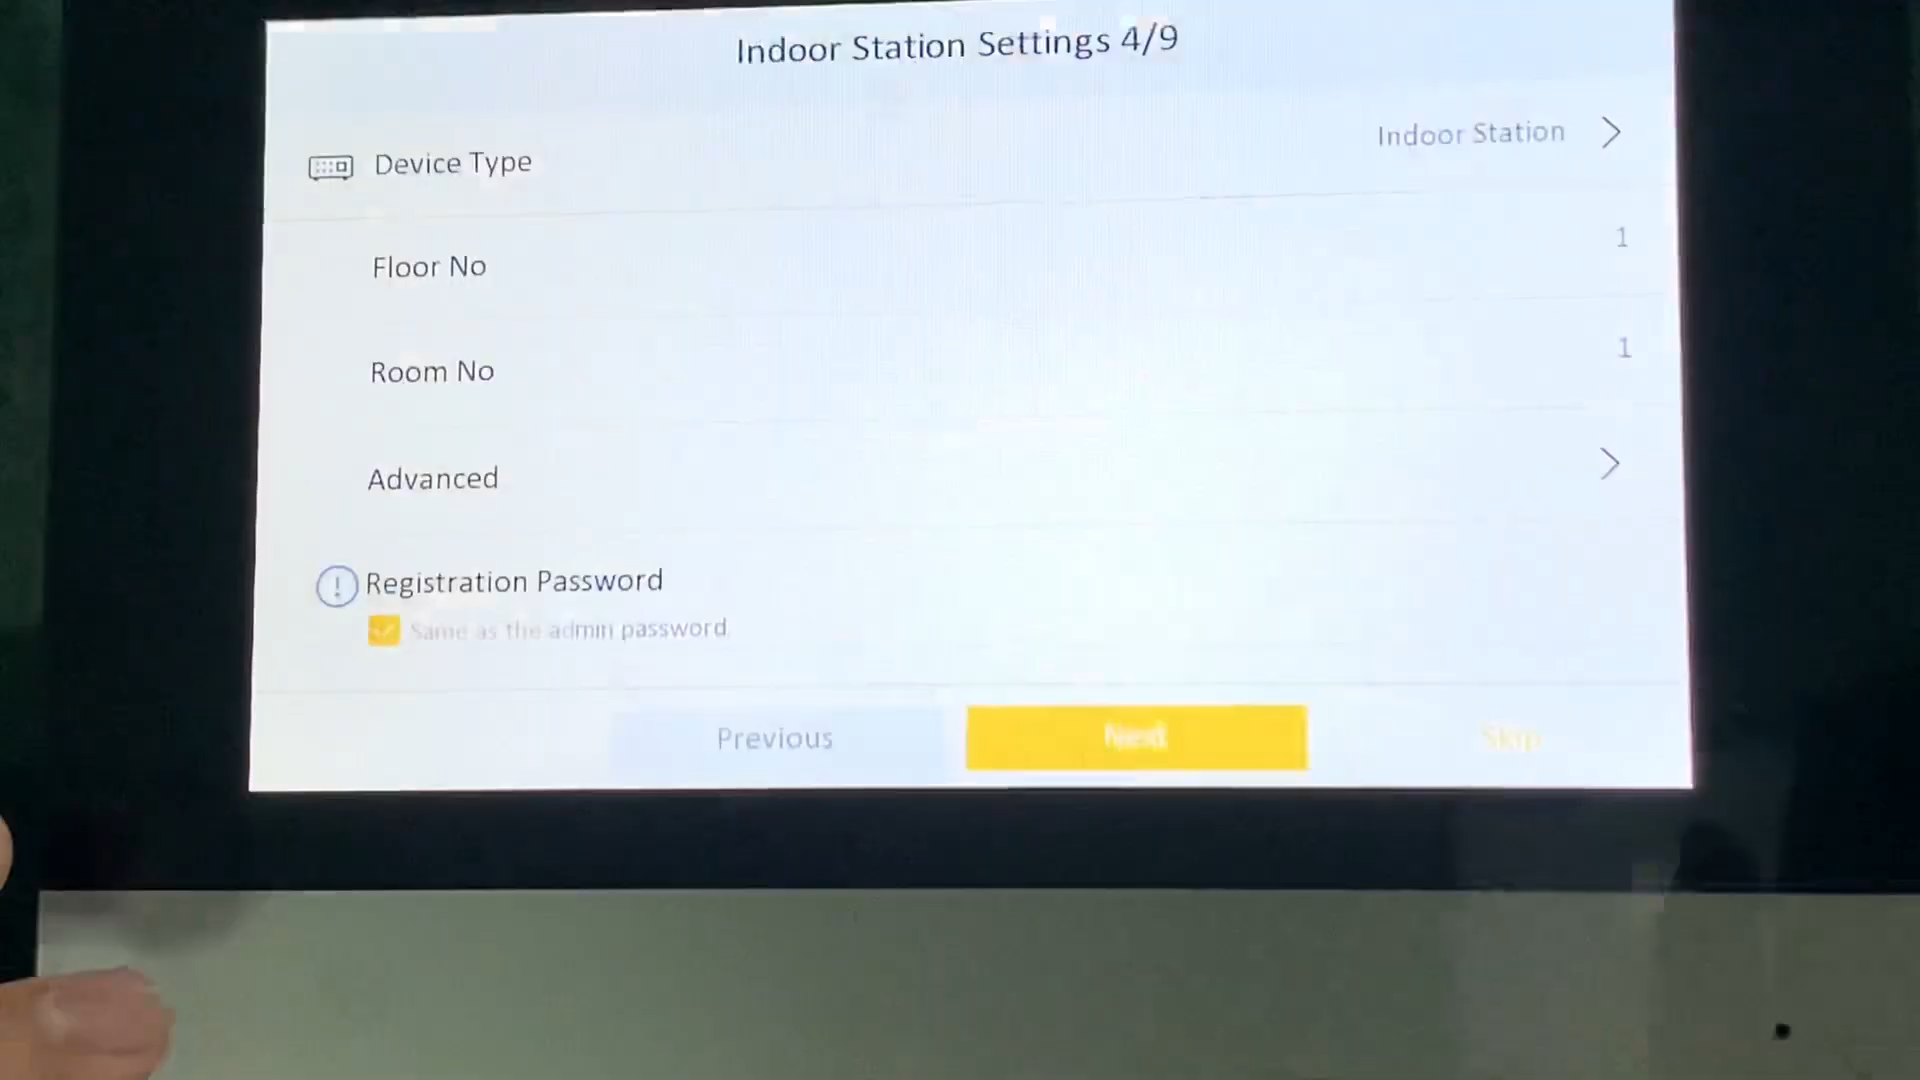 Indoor Station Settings 4/9
Device Type
Indoor Station
Floor No
1
Room No
1
Advanced
Registration Password
Same as the admin password.
Previous
Next
Skip